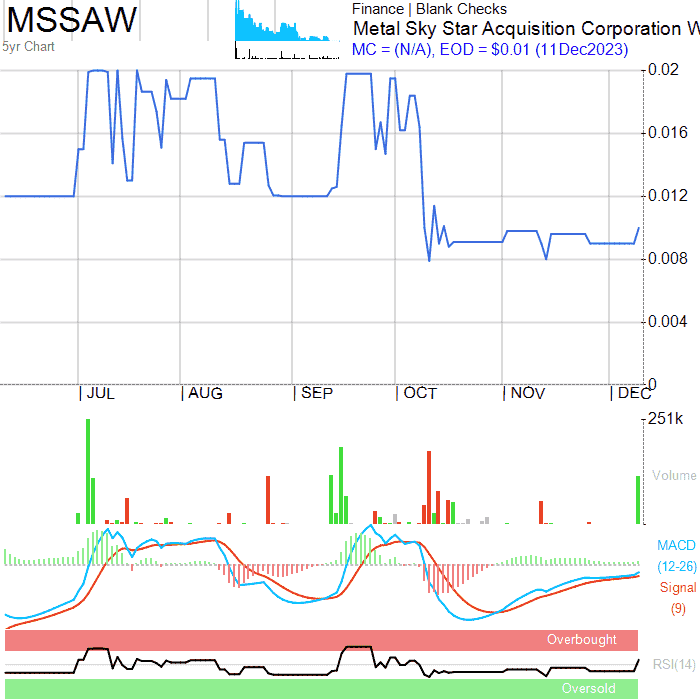 MSSAW
5yr Chart
Finance | Blank Checks
Metal Sky Star Acquisition Corporation W
MC = (N/A), EOD = $0.01 (11Dec2023)
0.02
0.016
0.012
0.008
0.004
0
| JUL | AUG | SEP | OCT | NOV | DEC
251k
Volume
MACD
(12-26)
Signal
(9)
Overbought
RSI(14)
Oversold